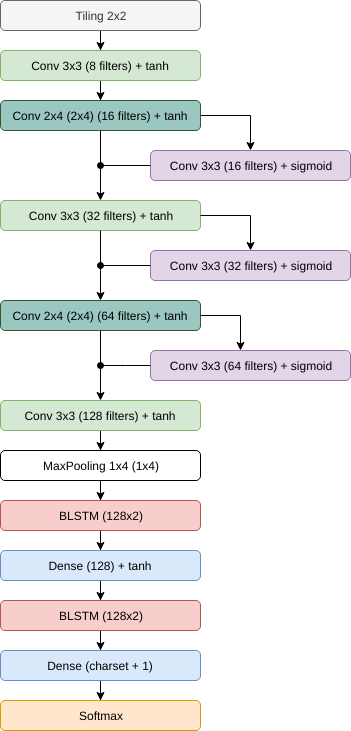 Tiling 2x2
Conv 3x3 (8 filters) + tanh
Conv 2x4 (2x4) (16 filters) + tanh
Conv 3x3 (16 filters) + sigmoid
Conv 3x3 (32 filters) + tanh
Conv 3x3 (32 filters) + sigmoid
Conv 2x4 (2x4) (64 filters) + tanh
Conv 3x3 (64 filters) + sigmoid
Conv 3x3 (128 filters) + tanh
MaxPooling 1x4 (1x4)
BLSTM (128x2)
Dense (128) + tanh
BLSTM (128x2)
Dense (charset + 1)
Softmax